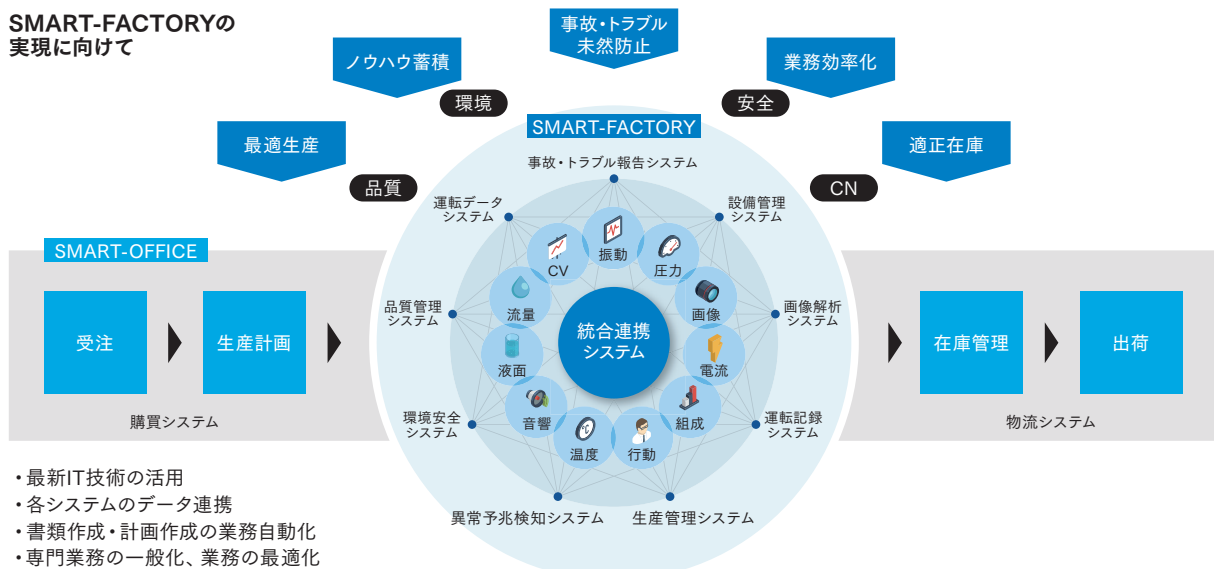 SMART-FACTORYの
実現に向けて
事故・トラブル
未然防止
ノウハウ蓄積
業務効率化
環境
安全
最適生産
SMART-FACTORY
適正在庫
品質
事故・トラブル報告システム
CN
運転データ
システム
設備管理
システム
SMART-OFFICE
振動
CV
圧力
品質管理
システム
流量
画像
画像解析
システム
受注
生産計画
統合連携
システム
在庫管理
出荷
液面
電流
購買システム
環境安全
システム
音響
組成
運転記録
システム
物流システム
温度
行動
異常予兆検知システム
生産管理システム
・最新IT技術の活用
・各システムのデータ連携
・書類作成・計画作成の業務自動化
・専門業務の一般化、業務の最適化